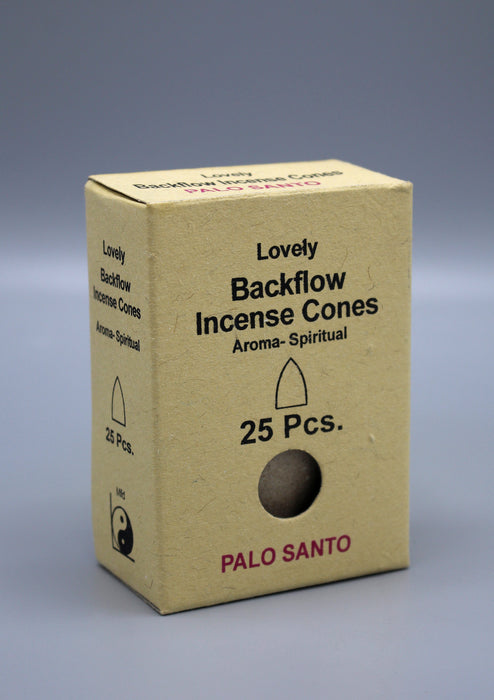 Lovely
Backflow Incense Cones
PALO SANTO
Lovely
Backflow
Incense Cones
Aroma- Spiritual
25 Pcs.
PALO SANTO
Lovely
Backflow
Incense Cones
Aroma- Spiritual
25 Pcs.
Mild